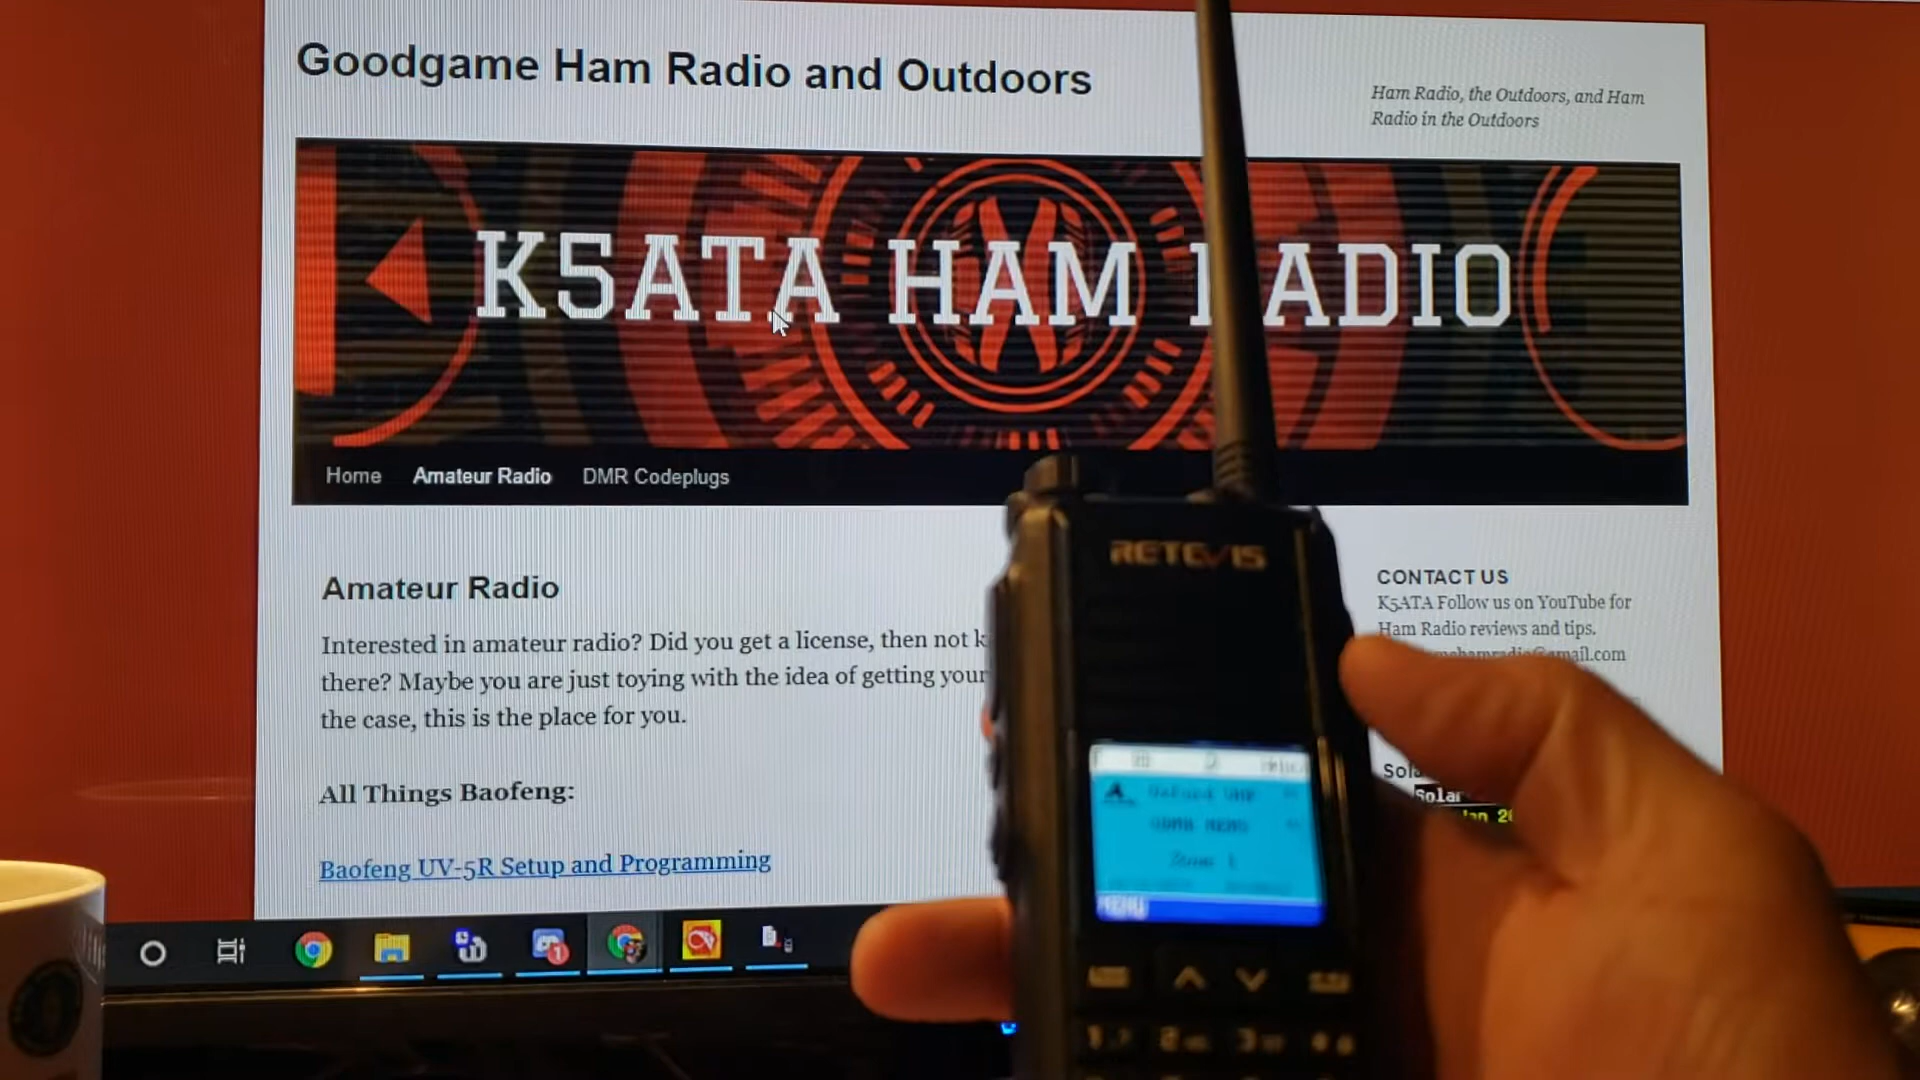 Goodgame Ham Radio and Outdoors
Ham Radio, the Outdoors, and Ham
Radio in the Outdoors
K5ATA HAM RADIO
Home Amateur Radio DMR Codeplugs
RETEVIS
Amateur Radio
CONTACT US
K5ATA Follow us on YouTube for
Ham Radio reviews and tips.
Interested in amateur radio? Did you get a license, then not
there? Maybe you are just toying with the idea of getting your
the case, this is the place for you.
All Things Baofeng:
Solar
Baofeng UV-5R Setup and Programming
MENU
1